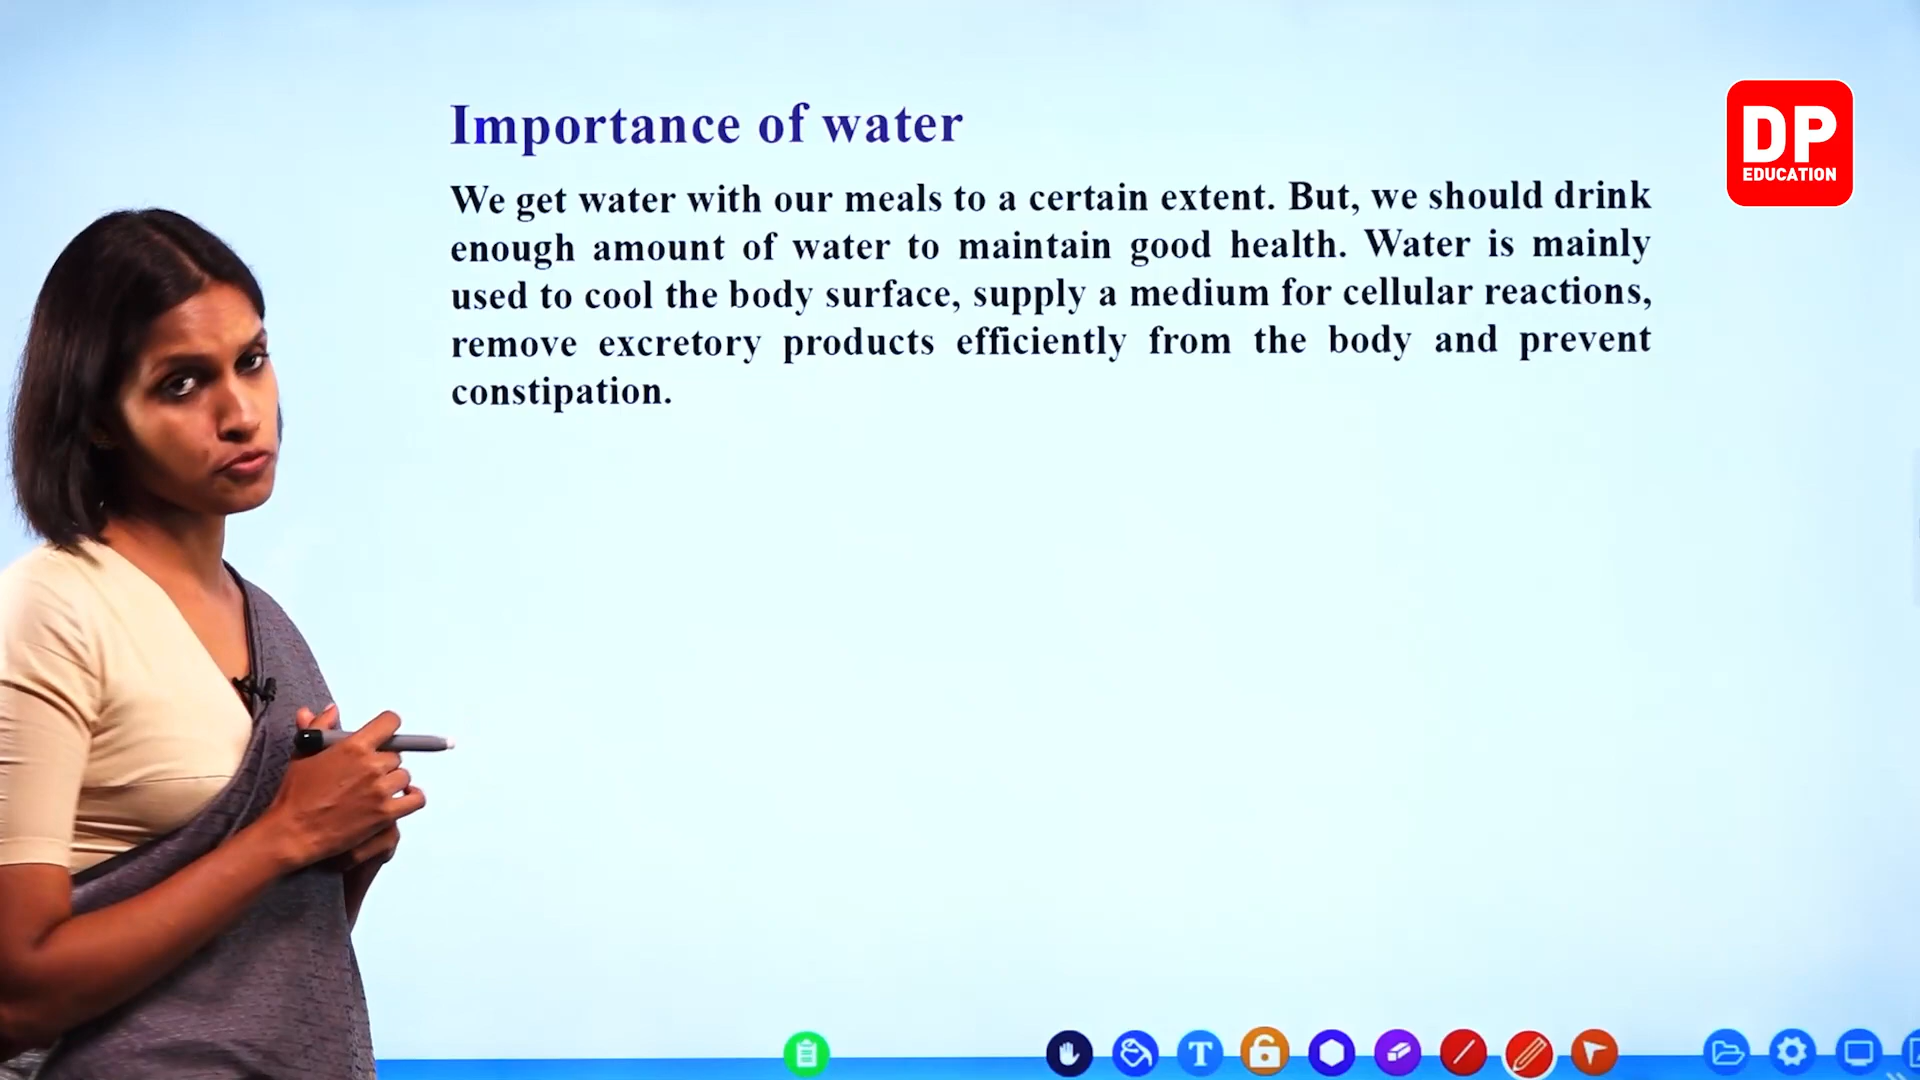 Importance of water
DP
EDUCATION
We get water with our meals to a certain extent. But, we should drink
enough amount of water to maintain good health. Water is mainly
used to cool the body surface, supply a medium for cellular reactions,
remove excretory products efficiently from the body and prevent
constipation.
T